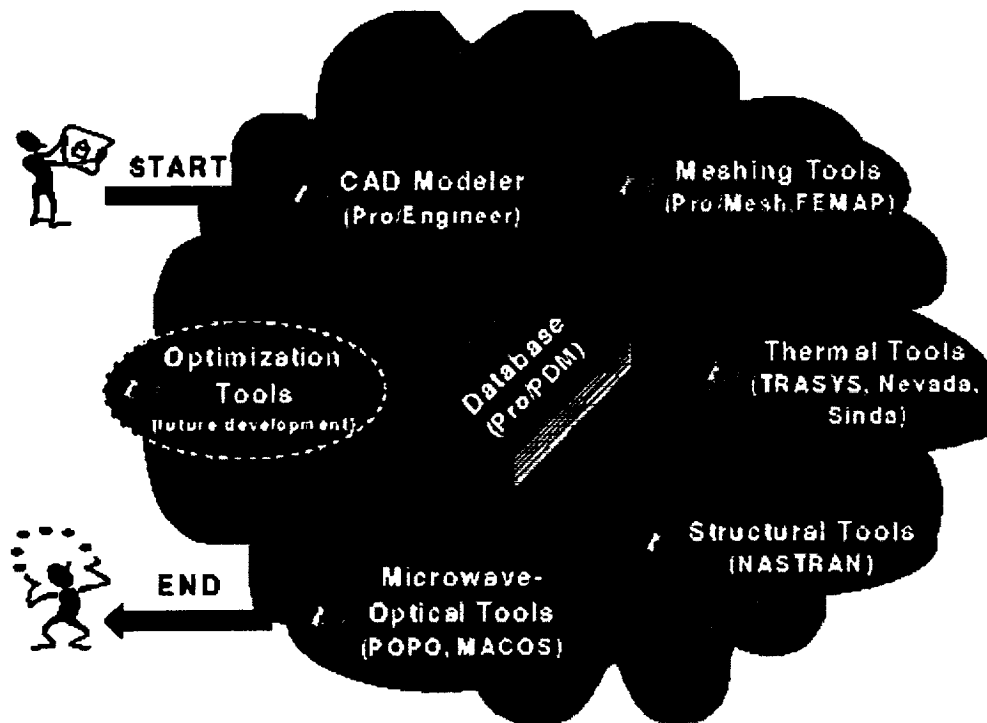 START
CAD Modeler
(Pro/Engineer)
Meshing Tools
(Pro/Mesh,FEMAP)
Optimization
Tools
(future development)
Database
(Pro/PDM)
Thermal Tools
(TRASYS, Nevada,
Sinda)
Structural Tools
(NASTRAN)
END
Microwave-
Optical Tools
(POPO, MACOS)